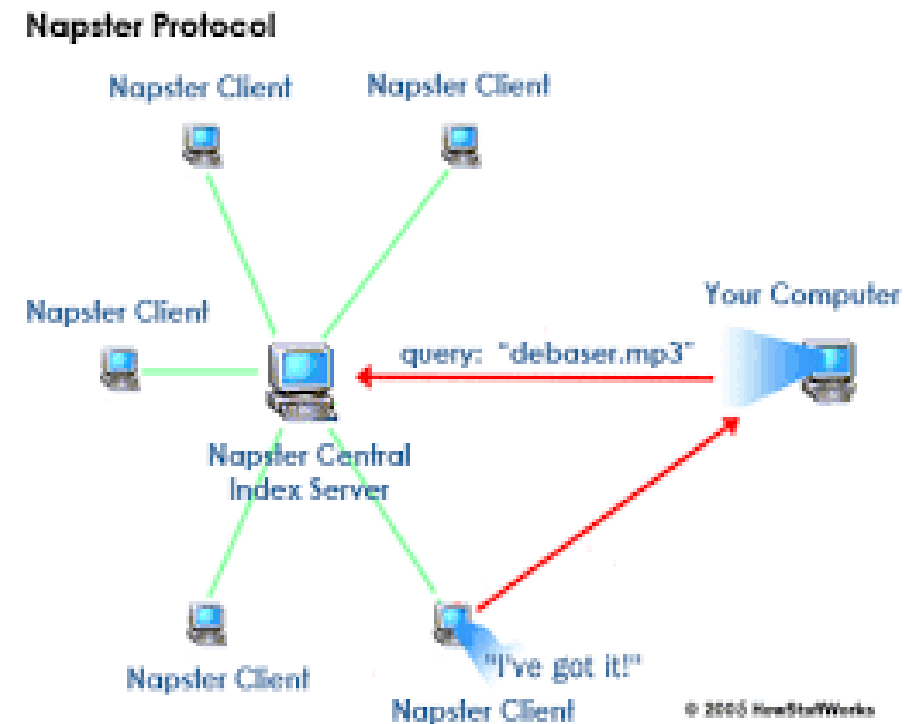 Napster Protocol
Napster Client
Napster Client
Napster Client
Your Computer
query: "debaser.mp3"
Napster Central
Index Server
"I've got it!"
Napster Client
Napster Client
HowStuffWorks